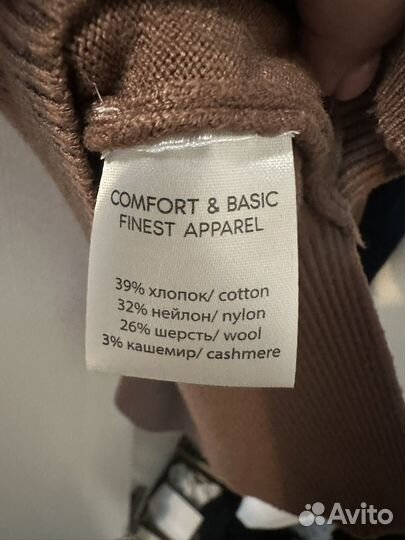 COMFORT & BASIC
FINEST APPAREL
39% хлопок/ cotton
32% нейлон/ nylon
26% шерсть/ wool
3% кашемир/ cashmere
Avito